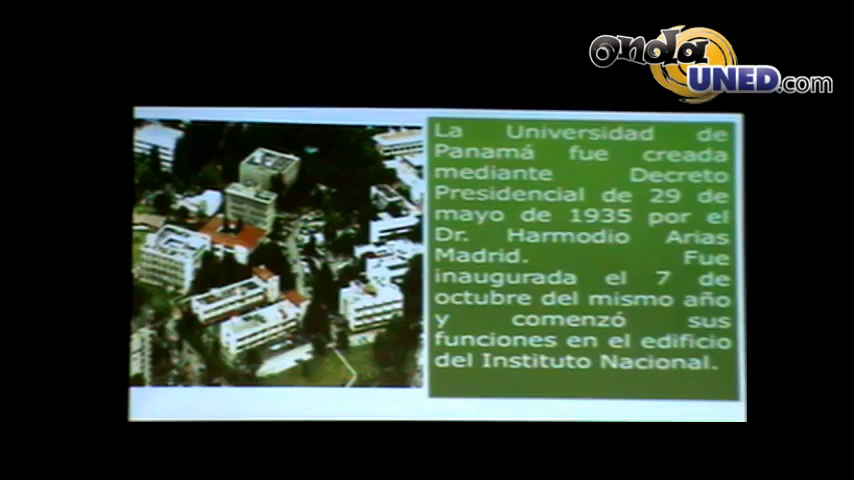 onda
UNED.com
La Universidad de
Panamá fue creada
mediante Decreto
Presidencial de 29 de
mayo de 1935 por el
Dr. Harmodio Arias
Madrid. Fue
inaugurada el 7 de
octubre del mismo año
y comenzó sus
funciones en el edificio
del Instituto Nacional.